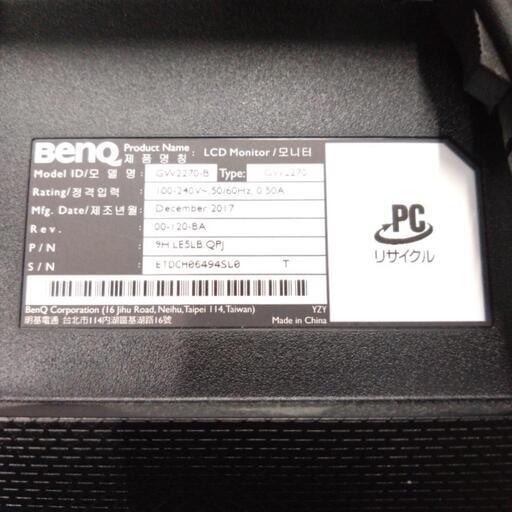 BenQ Product Name : LCD Monitor /모니터
제 품 명 칭 :
Model ID/모 델 명 : GW2270-B Type: GW2270
Rating/정격입력 : 100-240V~, 50/60Hz, 0.50A
Mfg. Date/제조년월: December 2017
Rev. : 00-120-BA
P / N : 9H.LE5LB.QPJ
S / N : ETDCH06494SL0 T
BenQ Corporation (16 Jihu Road, Neihu,Taipei 114,Taiwan) YZY
明基電通 台北市114內湖區基湖路16號 Made in China
PC
リサイクル